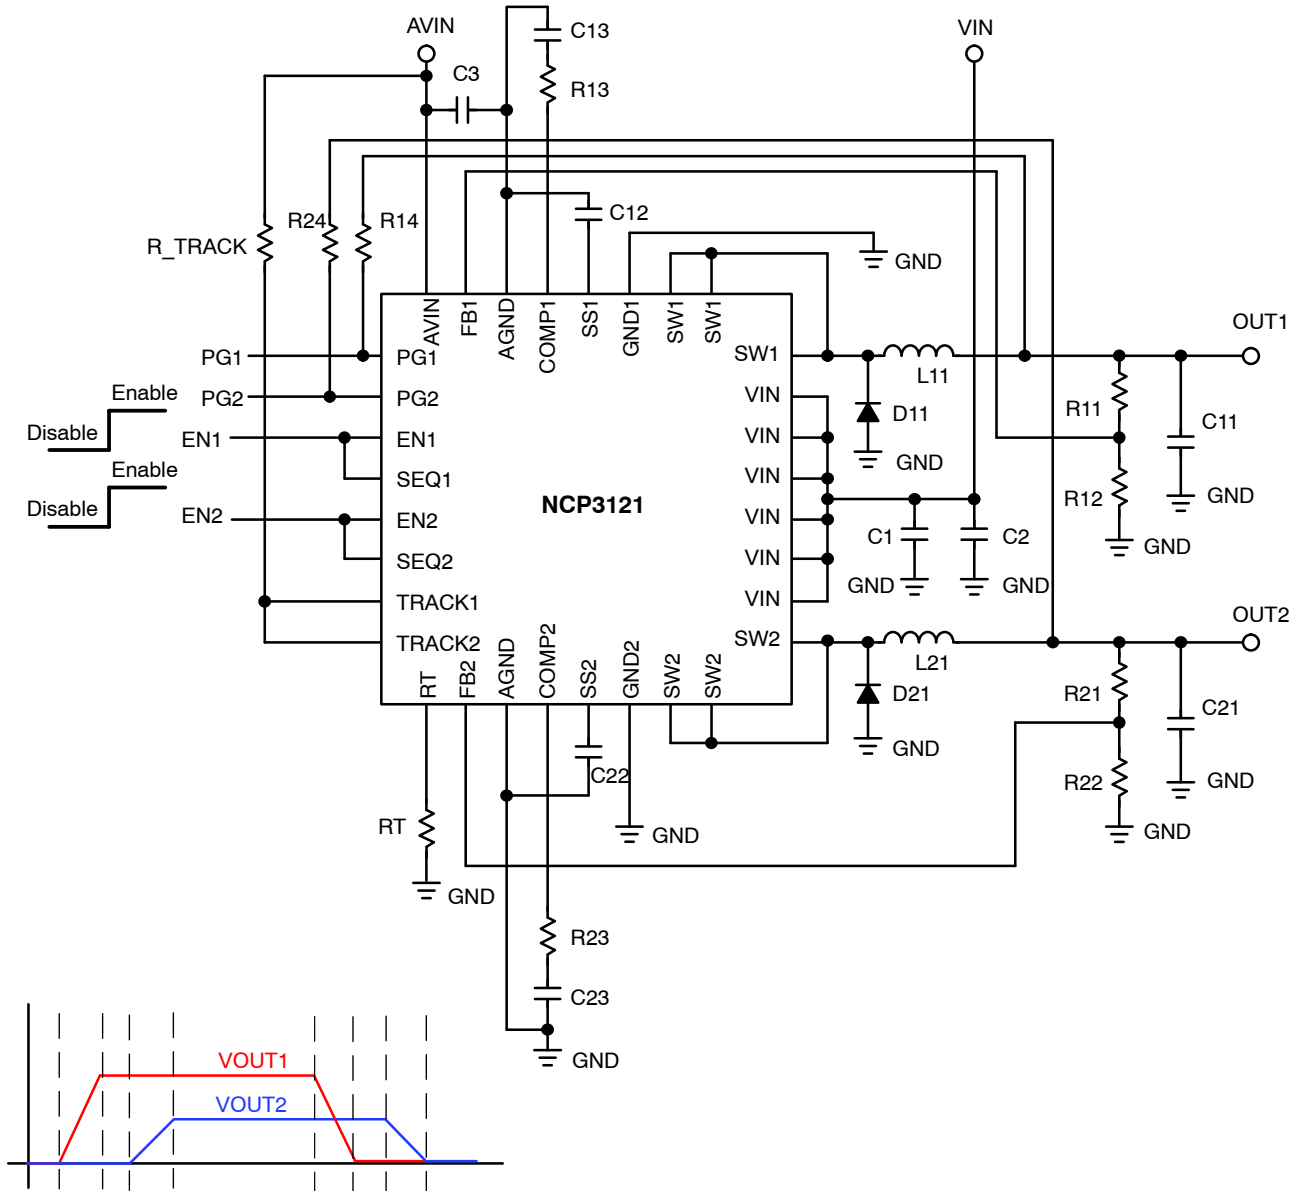 AVIN
C13
VIN
C3
R13
R24
R14
C12
R_TRACK
GND
AVIN
FB1
AGND
COMP1
SS1
GND1
SW1
SW1
OUT1
PG1
PG1
SW1
L11
Enable
PG2
PG2
VIN
D11
R11
C11
Disable
EN1
EN1
VIN
GND
Enable
SEQ1
VIN
R12
GND
Disable
EN2
EN2
NCP3121
VIN
C1
C2
GND
SEQ2
VIN
GND
GND
TRACK1
VIN
OUT2
TRACK2
SW2
L21
RT
FB2
AGND
COMP2
SS2
GND2
SW2
SW2
D21
R21
C21
GND
C22
R22
GND
RT
GND
GND
GND
R23
C23
GND
VOUT1
VOUT2